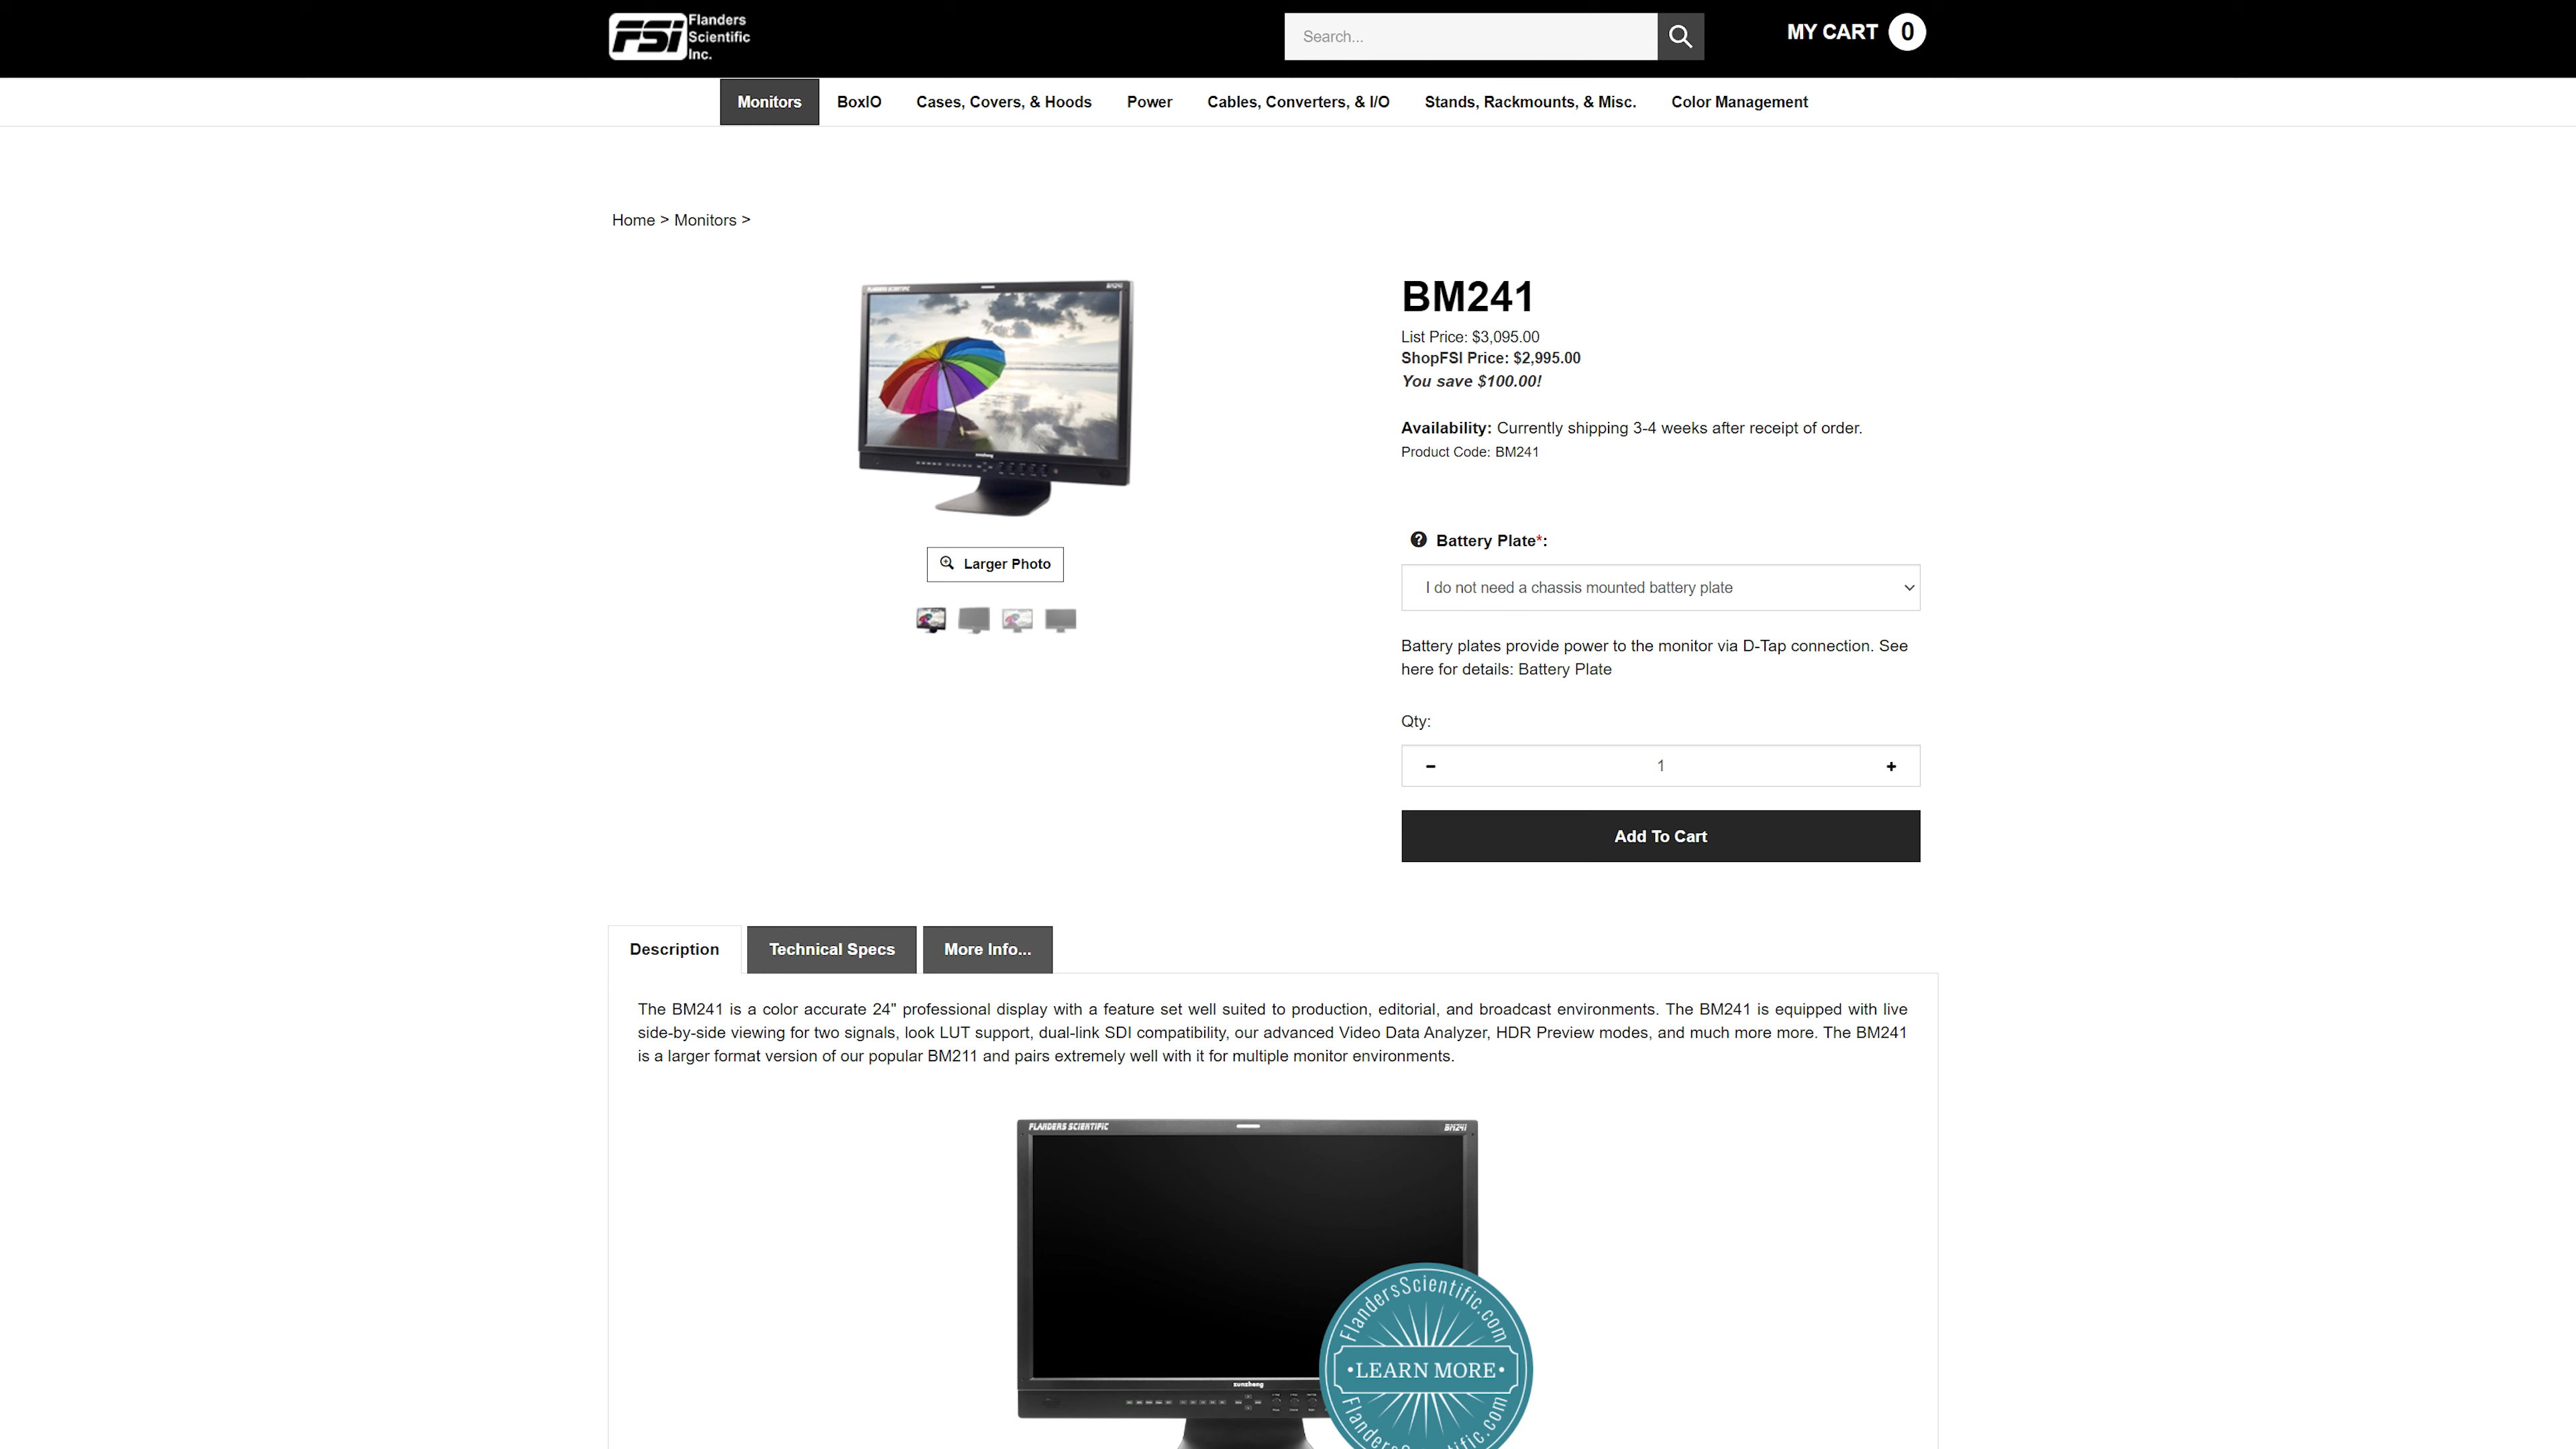 FSI
Flanders
Scientific
Inc.
Search...
MY CART 0
Monitors
BoxIO
Cases, Covers, & Hoods
Power
Cables, Converters, & I/O
Stands, Rackmounts, & Misc.
Color Management
Home > Monitors >
FLANDERS SCIENTIFIC
BM241
xunzheng
Larger Photo
BM241
List Price: $3,095.00
ShopFSI Price: $2,995.00
You save $100.00!
Availability: Currently shipping 3-4 weeks after receipt of order.
Product Code: BM241
Battery Plate*:
I do not need a chassis mounted battery plate
Battery plates provide power to the monitor via D-Tap connection. See
here for details: Battery Plate
Qty:
- 1 +
Add To Cart
Description
Technical Specs
More Info...
The BM241 is a color accurate 24" professional display with a feature set well suited to production, editorial, and broadcast environments. The BM241 is equipped with live
side-by-side viewing for two signals, look LUT support, dual-link SDI compatibility, our advanced Video Data Analyzer, HDR Preview modes, and much more more. The BM241
is a larger format version of our popular BM211 and pairs extremely well with it for multiple monitor environments.
FLANDERS SCIENTIFIC
BM241
xunzheng
FlandersScientific.com
•LEARN MORE•
FlandersScientific.com